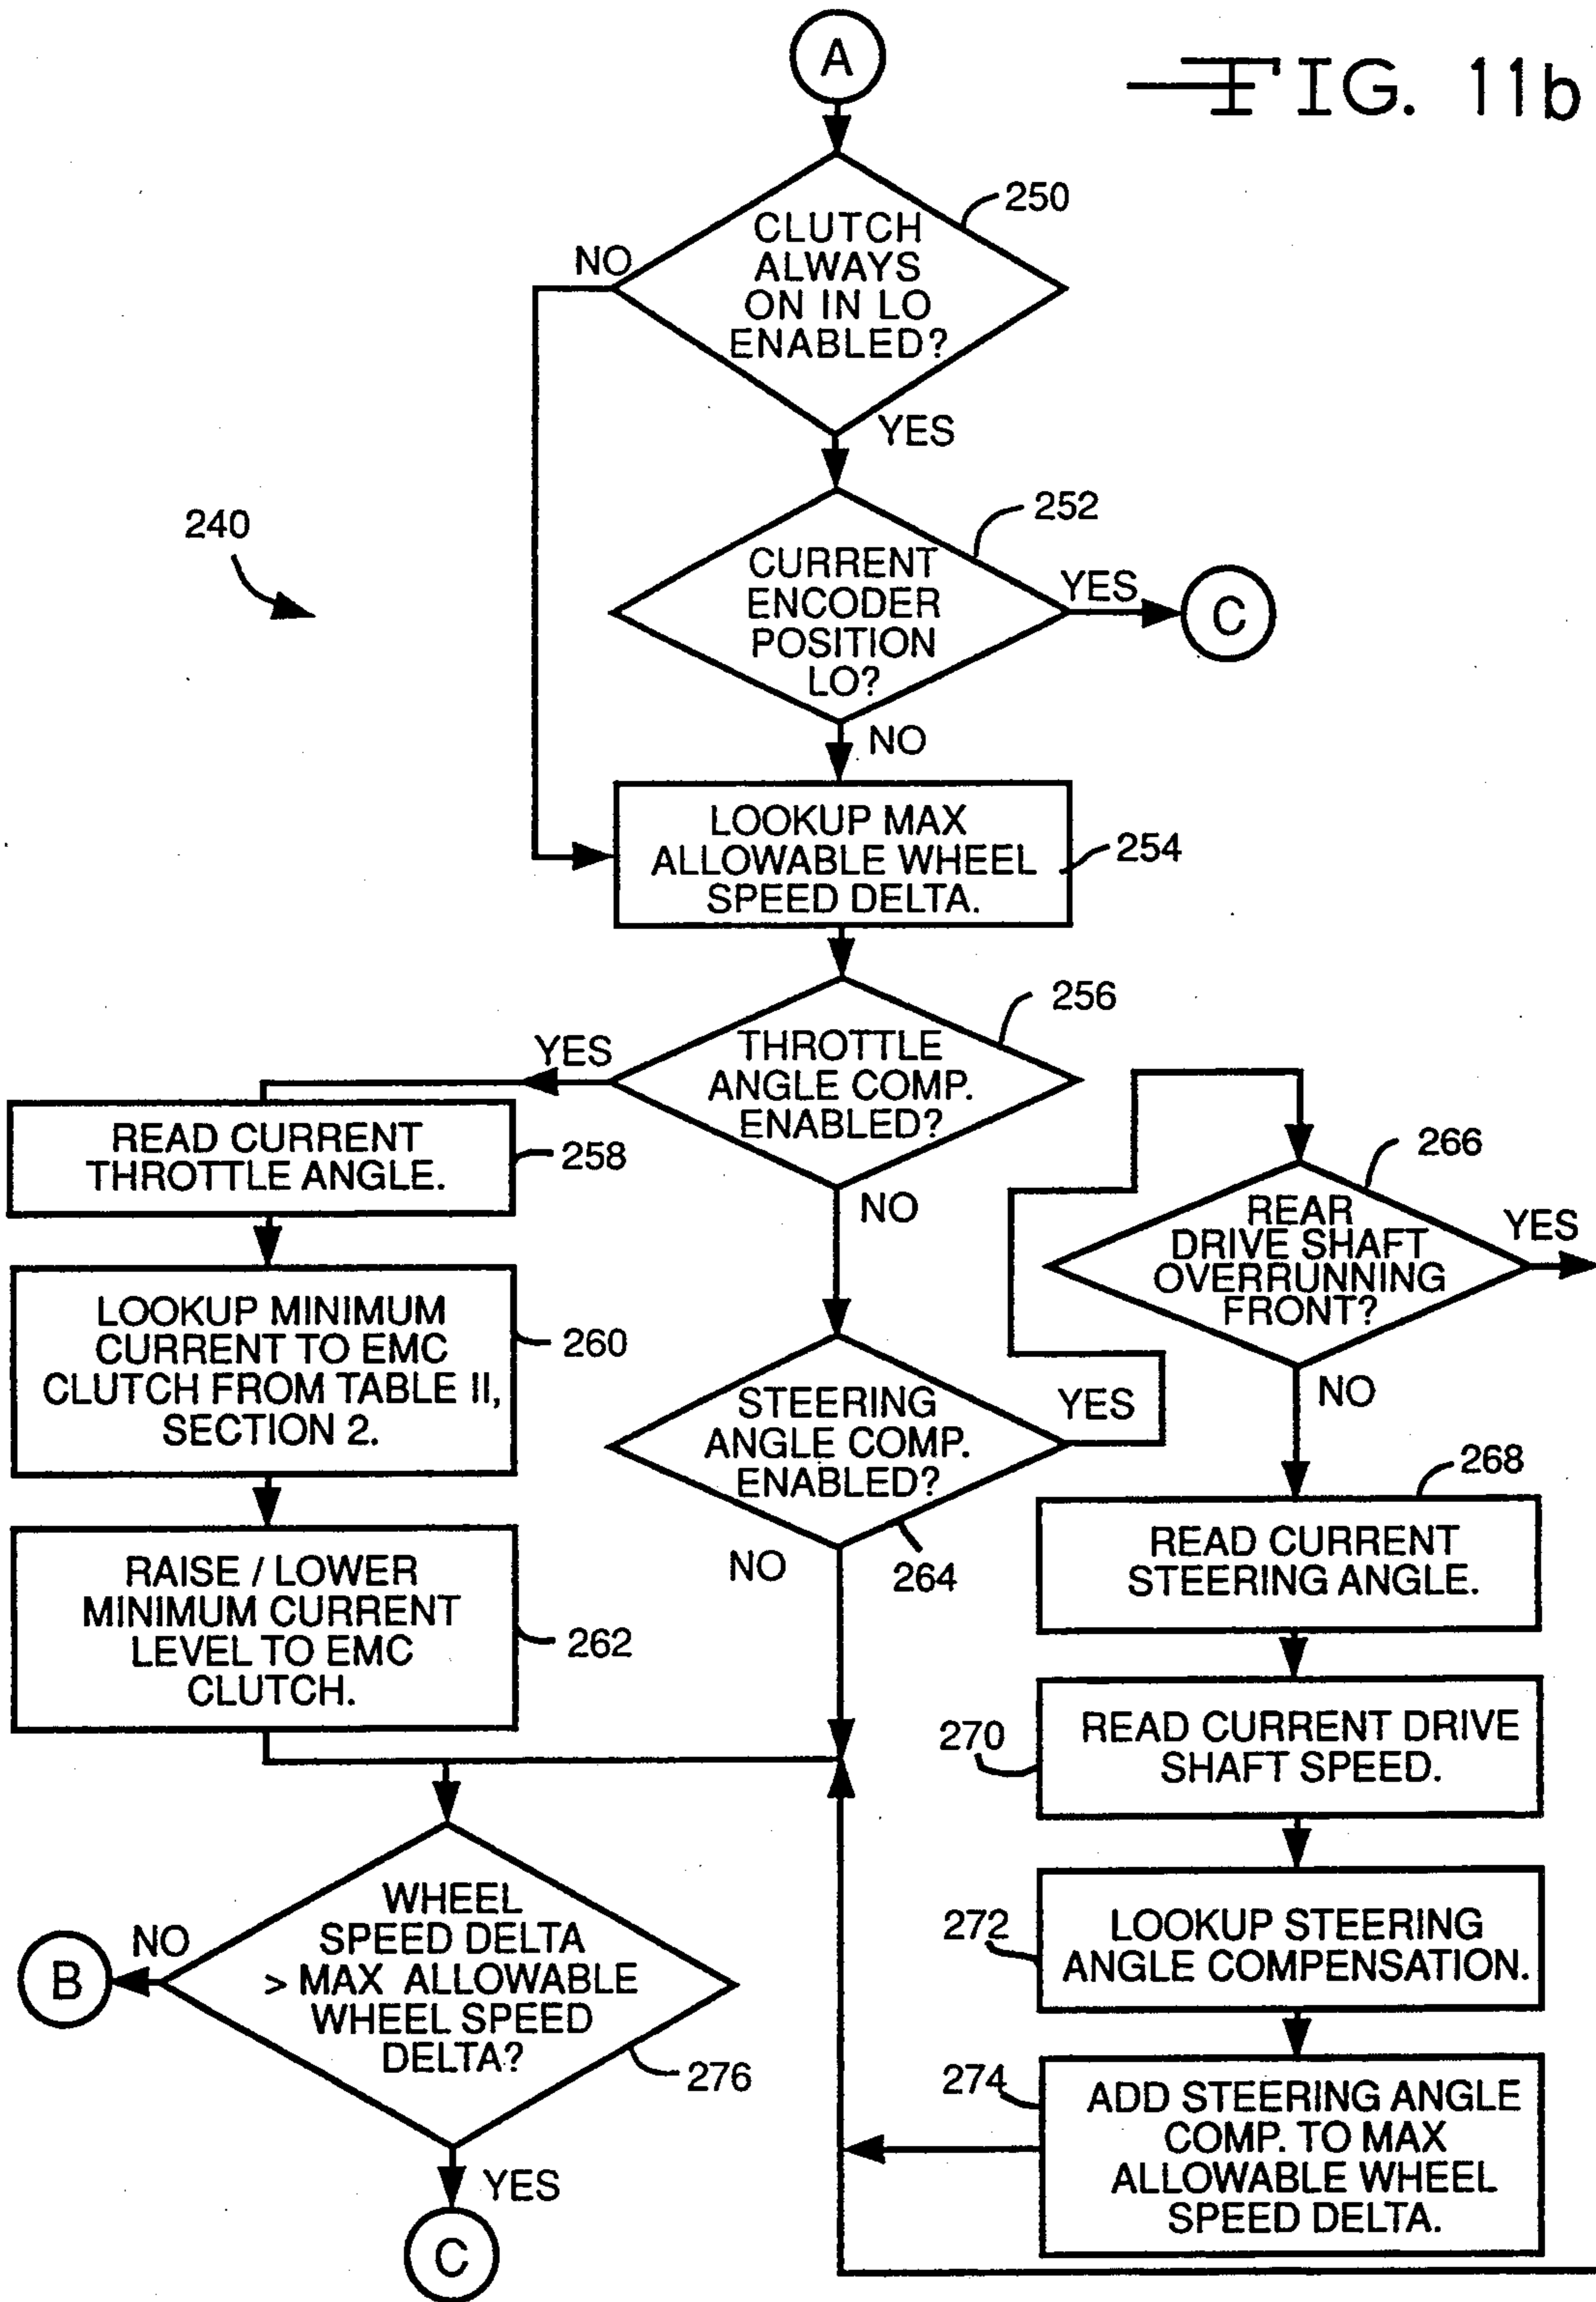 A
FIG. 11b
250
CLUTCH
ALWAYS
ON IN LO
ENABLED?
NO
YES
240
252
CURRENT
ENCODER
POSITION
LO?
YES
C
NO
LOOKUP MAX
ALLOWABLE WHEEL
SPEED DELTA.
254
256
THROTTLE
ANGLE COMP.
ENABLED?
YES
NO
READ CURRENT
THROTTLE ANGLE.
258
LOOKUP MINIMUM
CURRENT TO EMC
CLUTCH FROM TABLE II,
SECTION 2.
260
RAISE / LOWER
MINIMUM CURRENT
LEVEL TO EMC
CLUTCH.
262
STEERING
ANGLE COMP.
ENABLED?
YES
NO
264
266
REAR
DRIVE SHAFT
OVERRUNNING
FRONT?
YES
NO
268
READ CURRENT
STEERING ANGLE.
270
READ CURRENT DRIVE
SHAFT SPEED.
272
LOOKUP STEERING
ANGLE COMPENSATION.
274
ADD STEERING ANGLE
COMP. TO MAX
ALLOWABLE WHEEL
SPEED DELTA.
WHEEL
SPEED DELTA
> MAX ALLOWABLE
WHEEL SPEED
DELTA?
276
NO
B
YES
C